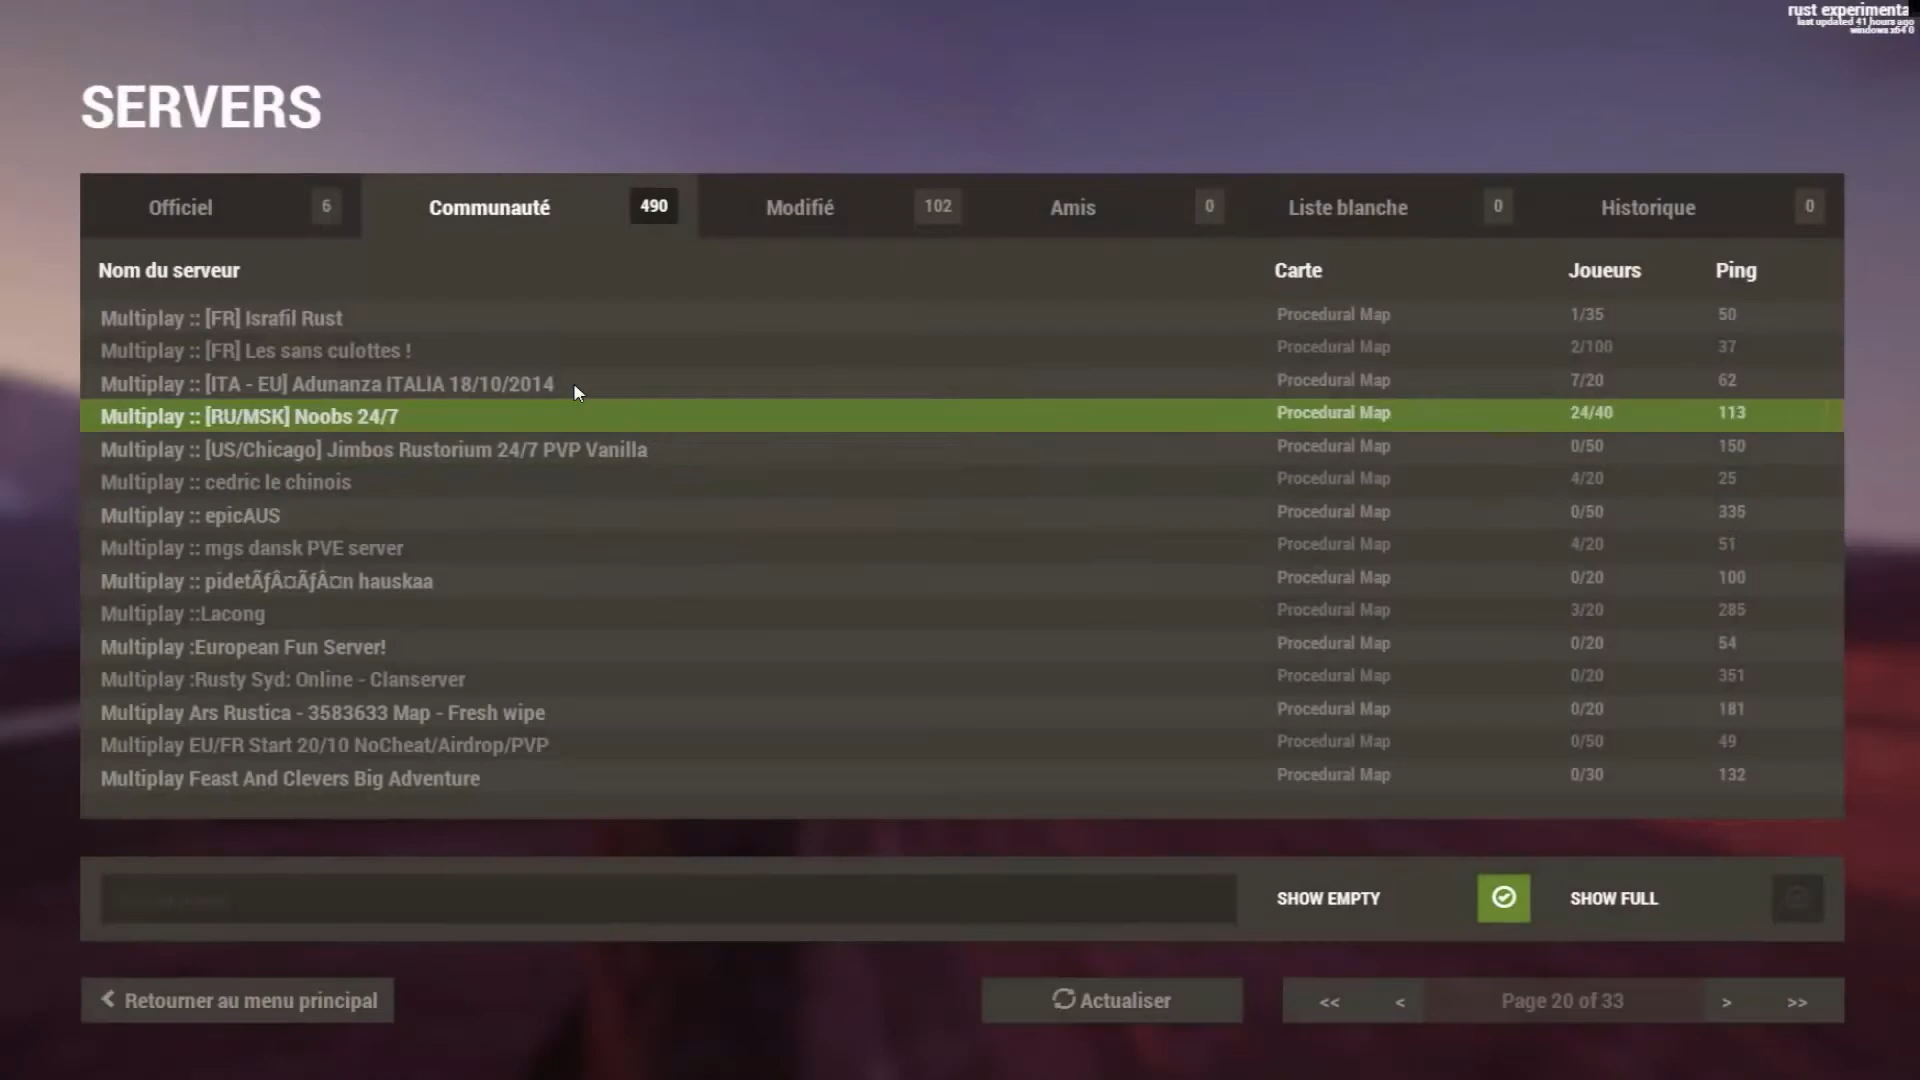 rust experimenta
last updated 41 hours ago
windows x64 0
SERVERS
Officiel 6 Communauté 490 Modifié 102 Amis 0 Liste blanche 0 Historique 0
Nom du serveur Carte Joueurs Ping
Multiplay :: [FR] Israfil Rust Procedural Map 1/35 50
Multiplay :: [FR] Les sans culottes ! Procedural Map 2/100 37
Multiplay :: [ITA - EU] Adunanza ITALIA 18/10/2014 Procedural Map 7/20 62
Multiplay :: [RU/MSK] Noobs 24/7 Procedural Map 24/40 113
Multiplay :: [US/Chicago] Jimbos Rustorium 24/7 PVP Vanilla Procedural Map 0/50 150
Multiplay :: cedric le chinois Procedural Map 4/20 25
Multiplay :: epicAUS Procedural Map 0/50 335
Multiplay :: mgs dansk PVE server Procedural Map 4/20 51
Multiplay :: pidetÃƒÂ¤ÃƒÂ¤n hauskaa Procedural Map 0/20 100
Multiplay ::Lacong Procedural Map 3/20 285
Multiplay :European Fun Server! Procedural Map 0/20 54
Multiplay :Rusty Syd: Online - Clanserver Procedural Map 0/20 351
Multiplay Ars Rustica - 3583633 Map - Fresh wipe Procedural Map 0/20 181
Multiplay EU/FR Start 20/10 NoCheat/Airdrop/PVP Procedural Map 0/50 49
Multiplay Feast And Clevers Big Adventure Procedural Map 0/30 132
SHOW EMPTY SHOW FULL
< Retourner au menu principal Actualiser << < Page 20 of 33 > >>